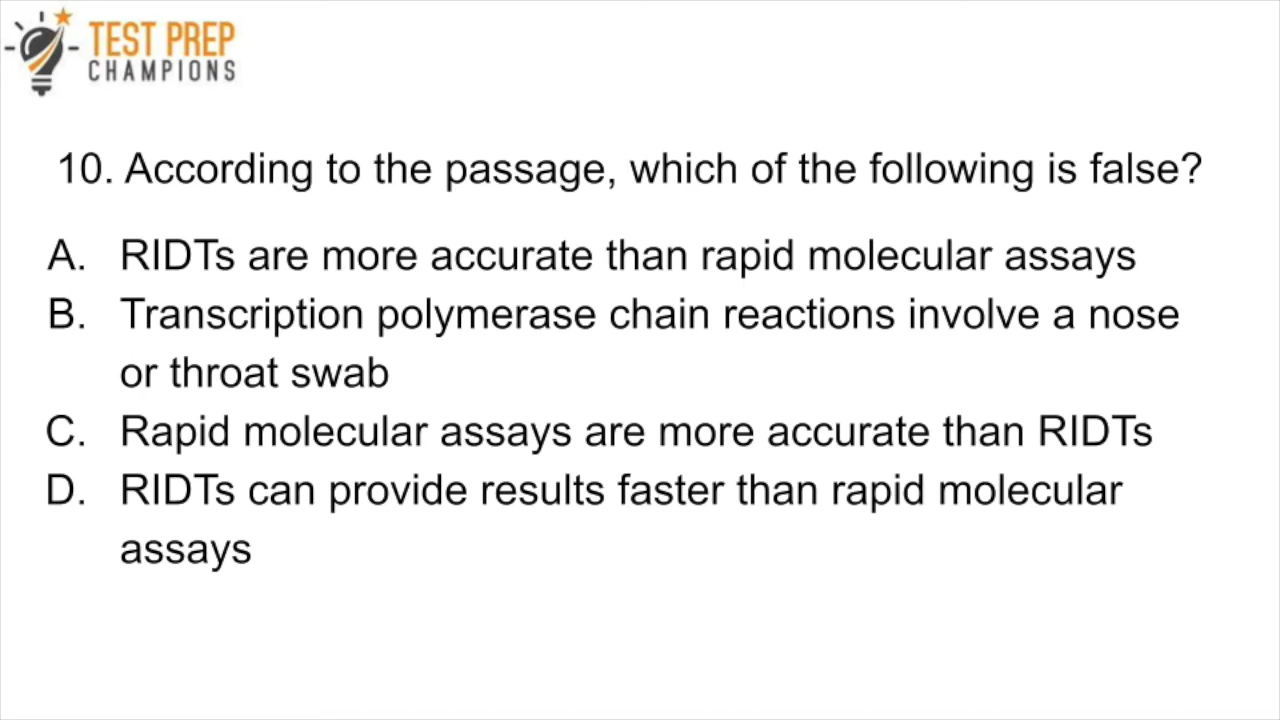 TEST PREP
CHAMPIONS
10. According to the passage, which of the following is false?
A. RIDTs are more accurate than rapid molecular assays
B. Transcription polymerase chain reactions involve a nose
or throat swab
C. Rapid molecular assays are more accurate than RIDTs
D. RIDTs can provide results faster than rapid molecular
assays